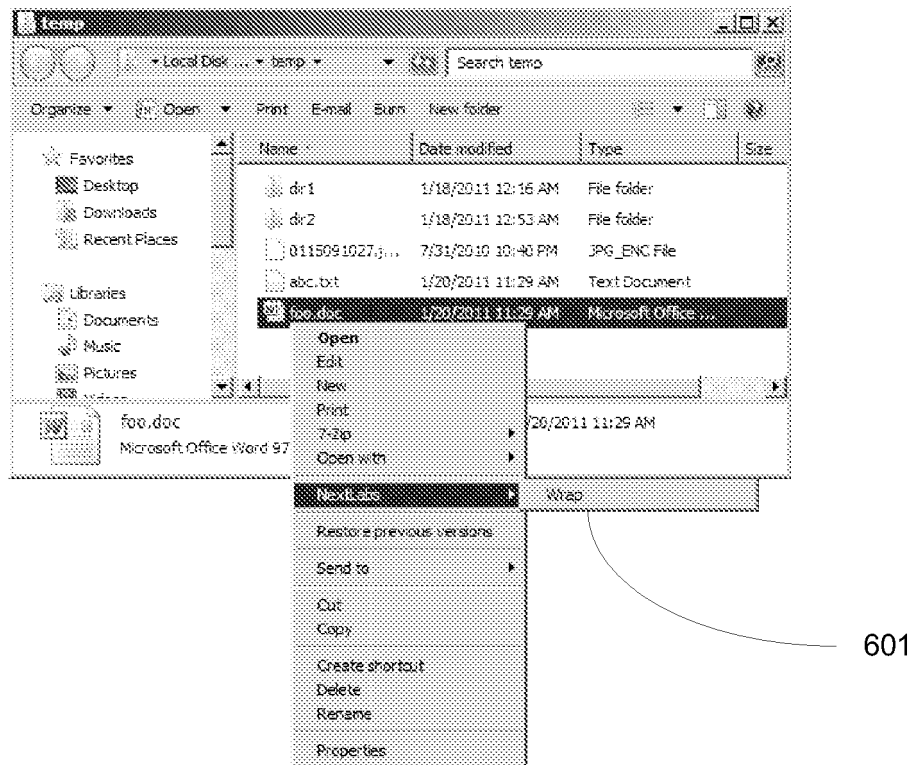 temp
Local Disk ... temp
Search temp
Organize Open Print E-mail Burn New folder
Name Date modified Type Size
Favorites
Desktop
Downloads
Recent Places
Libraries
Documents
Music
Pictures
Videos
dir1 1/18/2011 12:16 AM File folder
dir2 1/18/2011 12:53 AM File folder
0115091027.j... 7/31/2010 10:40 PM JPG_ENC File
abc.txt 1/20/2011 11:29 AM Text Document
foo.doc 1/20/2011 11:29 AM Microsoft Office ...
foo.doc
Microsoft Office Word 97
/20/2011 11:29 AM
Open
Edit
New
Print
7-Zip
Open with
NextLabs
Wrap
Restore previous versions
Send to
Cut
Copy
Create shortcut
Delete
Rename
Properties
601